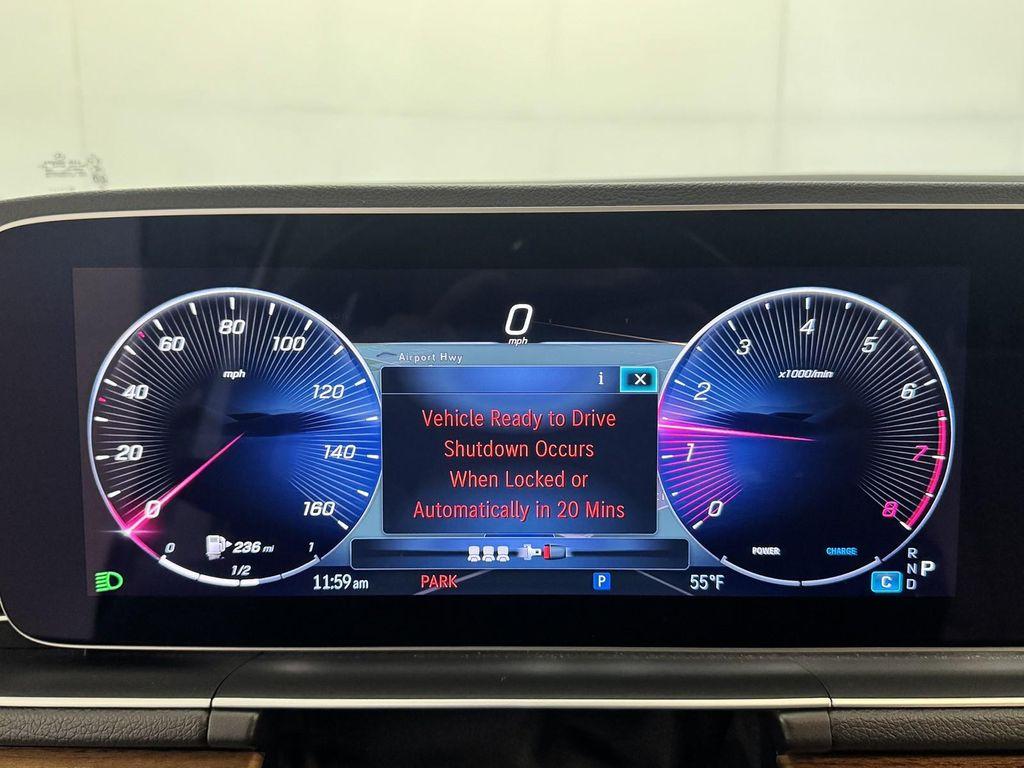 0
mph
Airport Hwy
i X
Vehicle Ready to Drive
Shutdown Occurs
When Locked or
Automatically in 20 Mins
0
20
40
60
80
100
120
140
160
mph
0 1/2 1
236 mi
0
1
2
3
4
5
6
7
8
x1000/min
POWER CHARGE
11:59 am PARK P 55°F
C
R
N
D
P